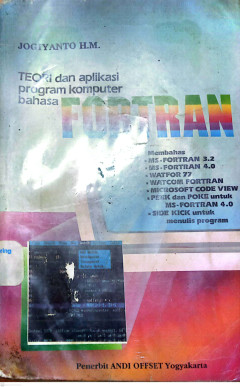 JOGIYANTO H.M.
TEORI dan aplikasi
program komputer
bahasa
FORTRAN
Membahas
• MS-FORTRAN 3.2
• MS-FORTRAN 4.0
• WATFOR 77
• WATCOM FORTRAN
• MICROSOFT CODE VIEW
• PEEK dan POKE untuk
MS-FORTRAN 4.0
• SIDE KICK untuk
menulis program
ring
Penerbit ANDI OFFSET Yogyakarta